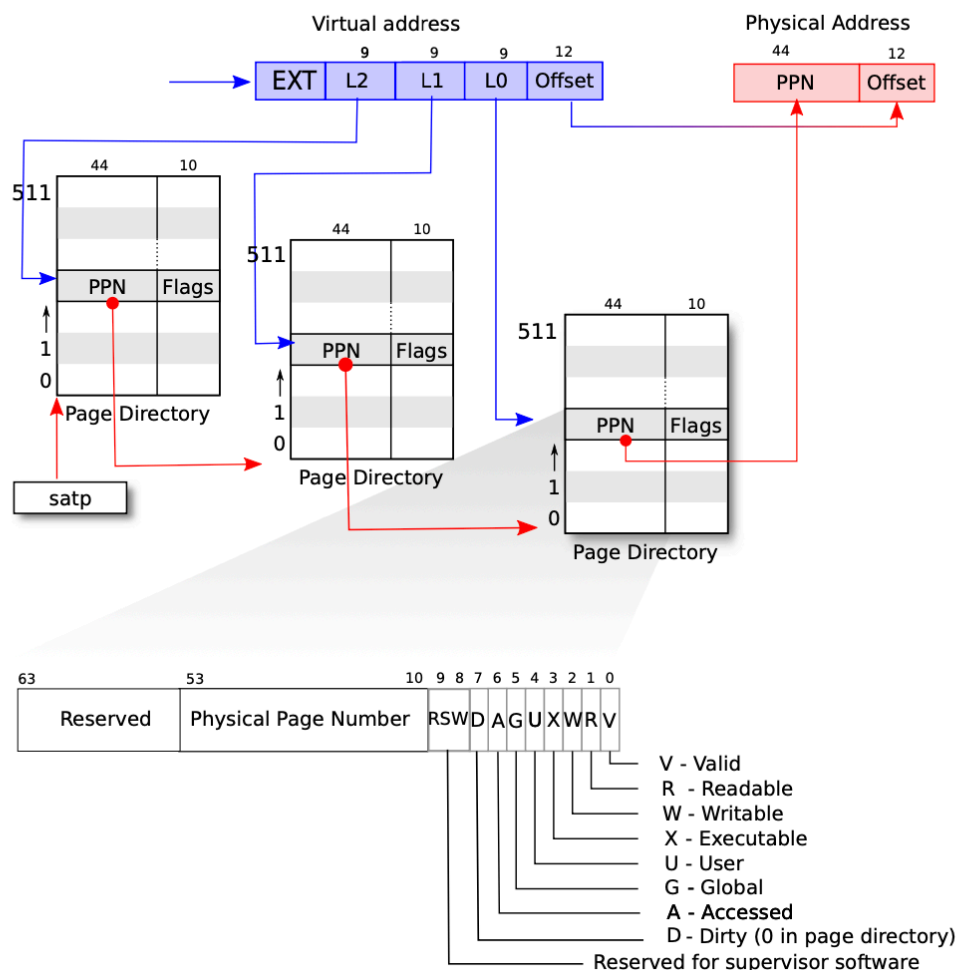 Virtual address
Physical Address
9 9 9 12
44 12
EXT L2 L1 L0 Offset
PPN Offset
44 10
511
PPN Flags
1
0
Page Directory
satp
44 10
511
PPN Flags
1
0
Page Directory
44 10
511
PPN Flags
1
0
Page Directory
63 53 10 9 8 7 6 5 4 3 2 1 0
Reserved Physical Page Number RSW D A G U X W R V
V - Valid
R - Readable
W - Writable
X - Executable
U - User
G - Global
A - Accessed
D - Dirty (0 in page directory)
Reserved for supervisor software